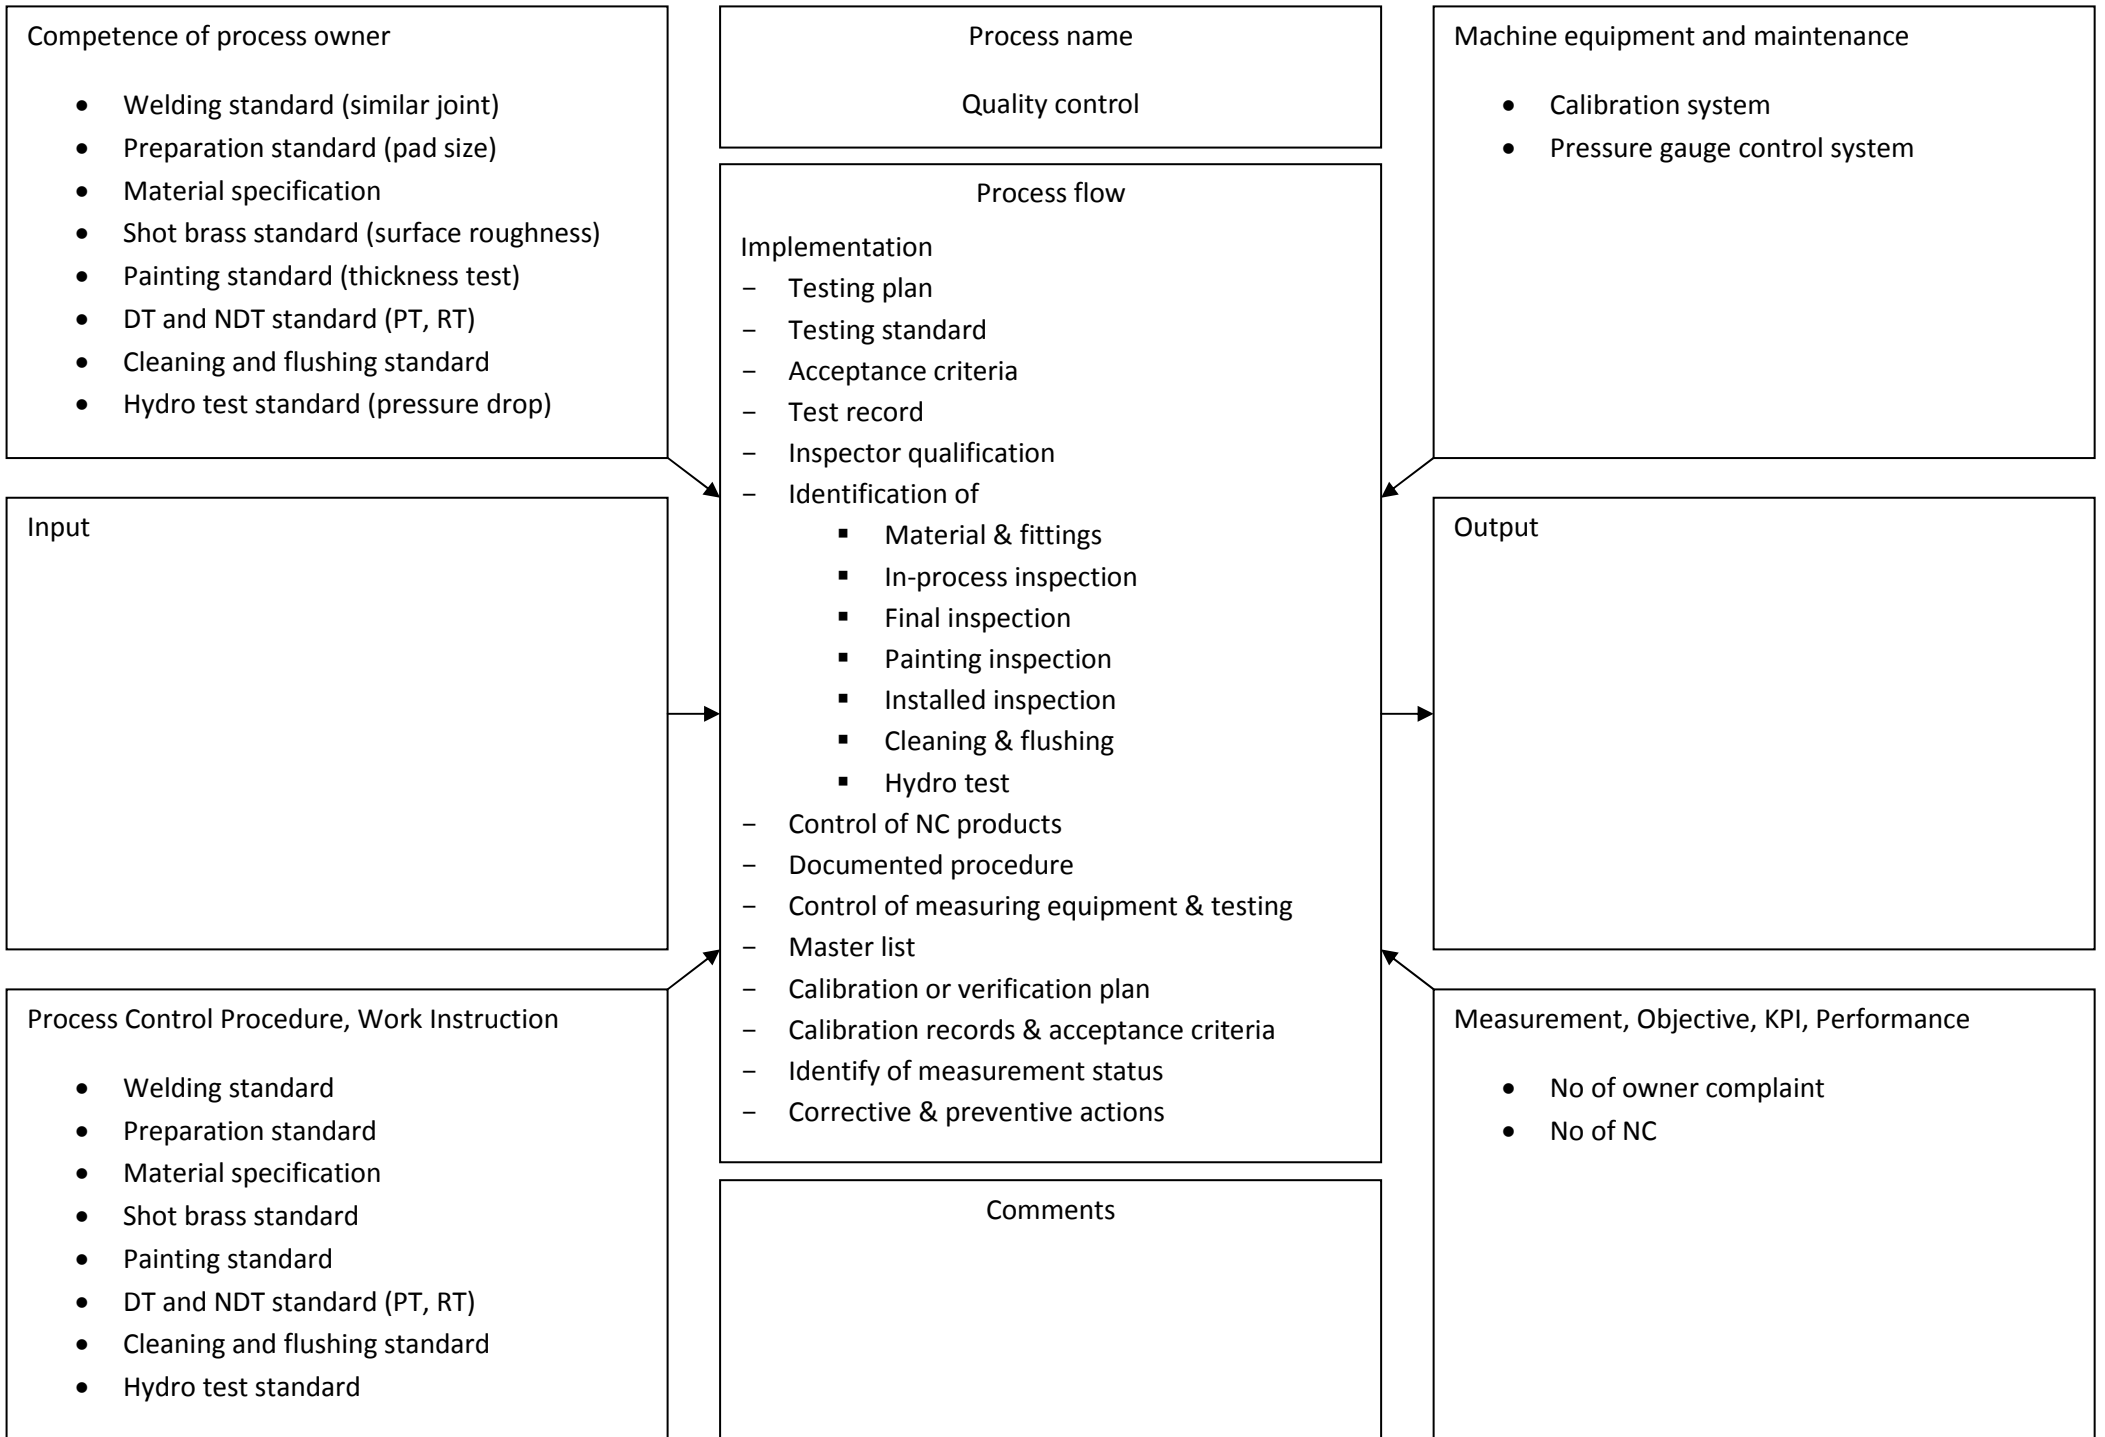 Competence of process owner
• Welding standard (similar joint)
• Preparation standard (pad size)
• Material specification
• Shot brass standard (surface roughness)
• Painting standard (thickness test)
• DT and NDT standard (PT, RT)
• Cleaning and flushing standard
• Hydro test standard (pressure drop)
Input
Process Control Procedure, Work Instruction
• Welding standard
• Preparation standard
• Material specification
• Shot brass standard
• Painting standard
• DT and NDT standard (PT, RT)
• Cleaning and flushing standard
• Hydro test standard
Process name
Quality control
Process flow
Implementation
− Testing plan
− Testing standard
− Acceptance criteria
− Test record
− Inspector qualification
− Identification of
▪ Material & fittings
▪ In-process inspection
▪ Final inspection
▪ Painting inspection
▪ Installed inspection
▪ Cleaning & flushing
▪ Hydro test
− Control of NC products
− Documented procedure
− Control of measuring equipment & testing
− Master list
− Calibration or verification plan
− Calibration records & acceptance criteria
− Identify of measurement status
− Corrective & preventive actions
Comments
Machine equipment and maintenance
• Calibration system
• Pressure gauge control system
Output
Measurement, Objective, KPI, Performance
• No of owner complaint
• No of NC